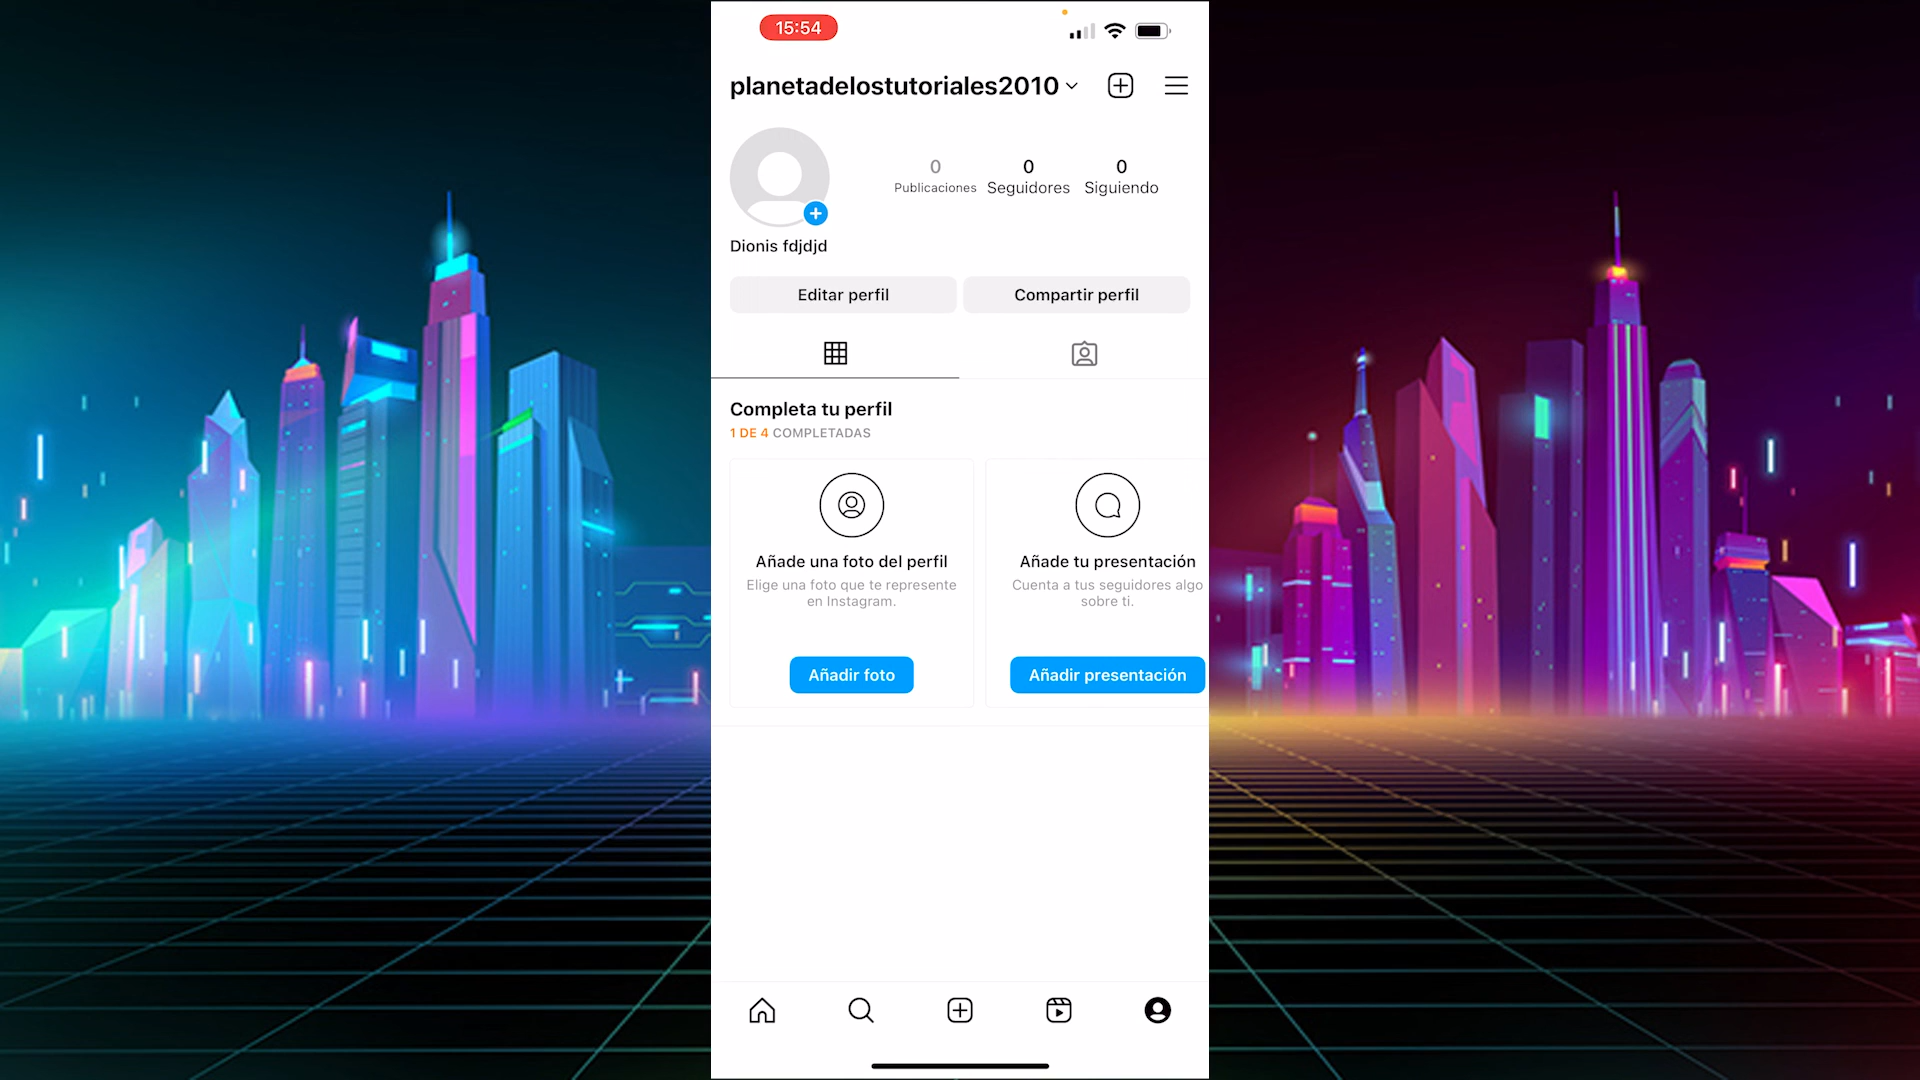 15:54
planetadelostutoriales2010
0 0 0
Publicaciones Seguidores Siguiendo
Dionis fdjdjd
Editar perfil Compartir perfil
Completa tu perfil
1 DE 4 COMPLETADAS
Añade una foto del perfil
Elige una foto que te represente
en Instagram.
Añadir foto
Añade tu presentación
Cuenta a tus seguidores algo
sobre ti.
Añadir presentación